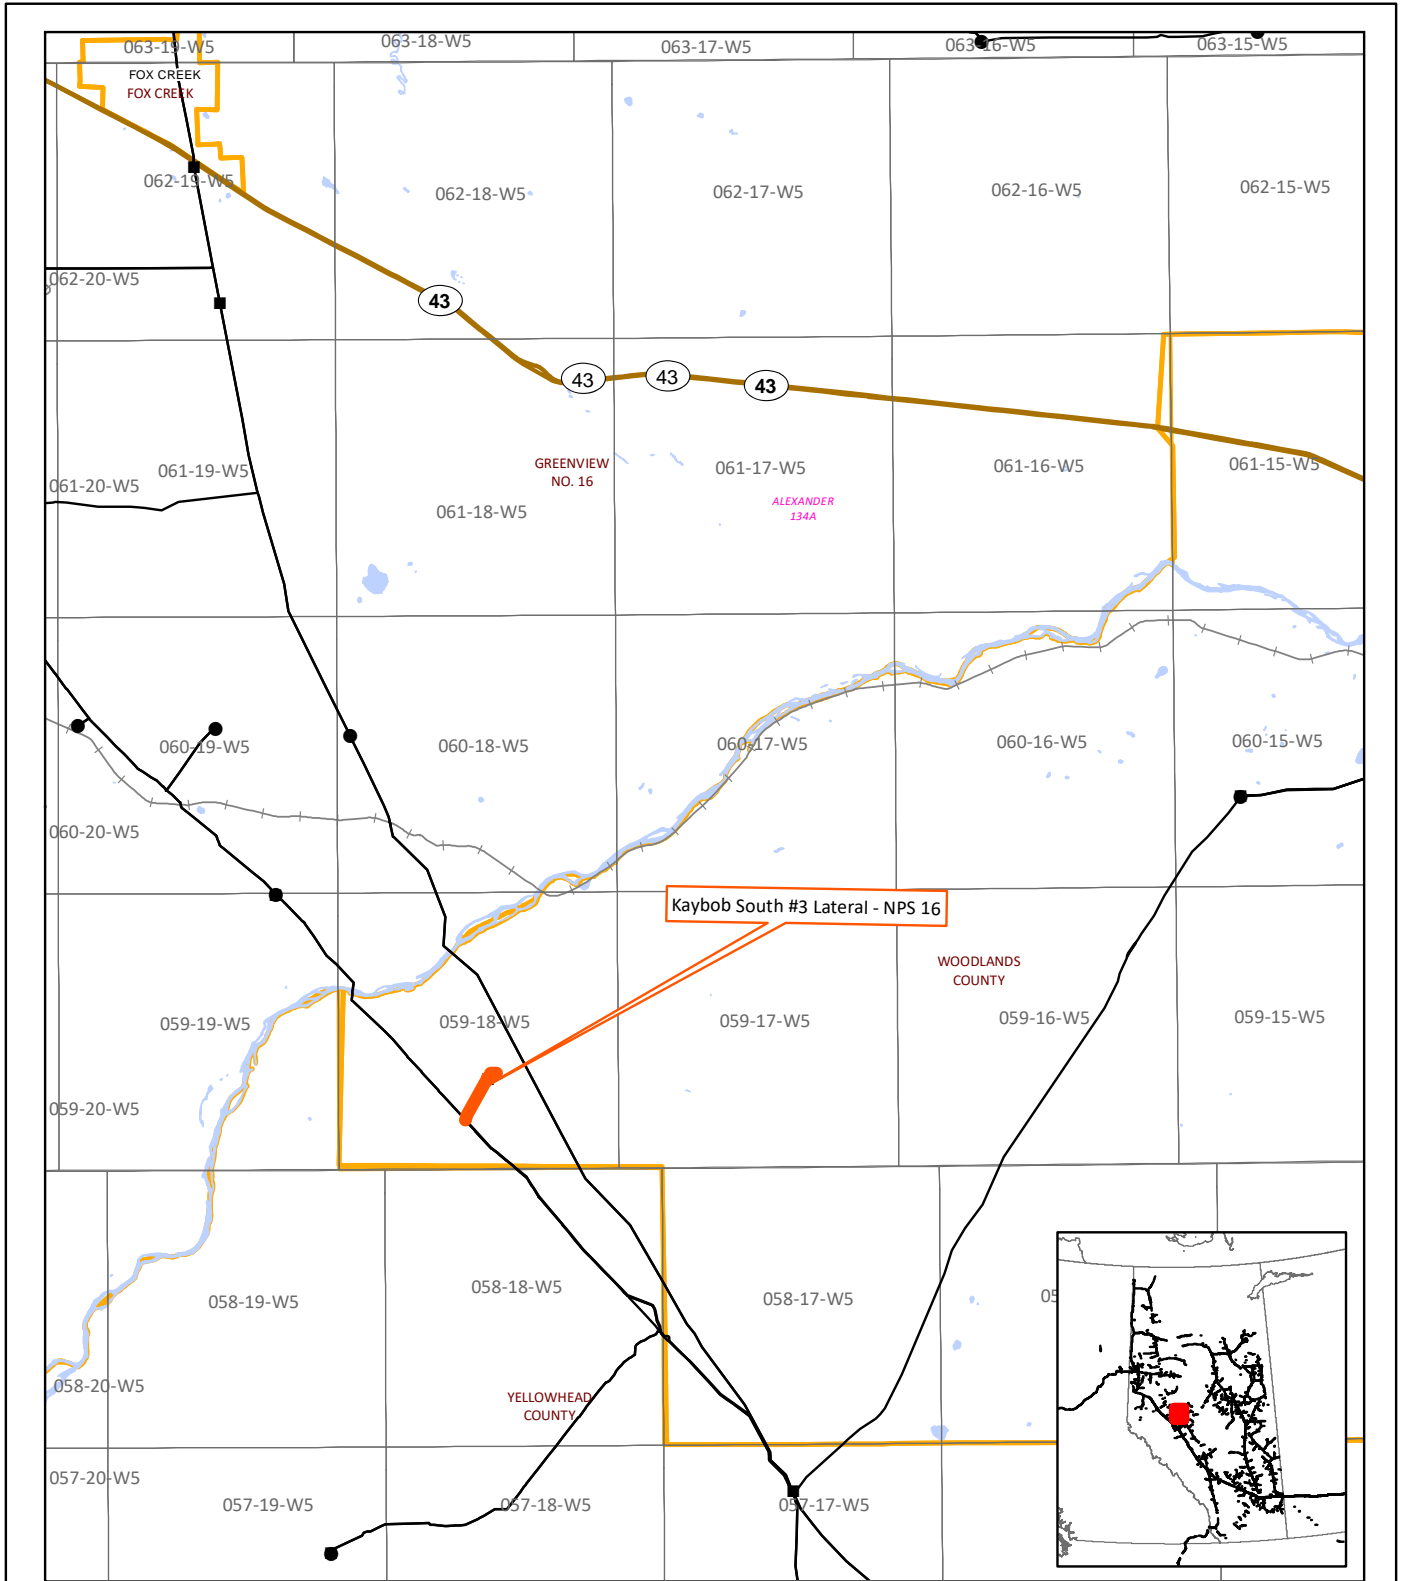 063-19-W5
063-18-W5
063-17-W5
063-16-W5
063-15-W5
FOX CREEK
FOX CREEK
062-19-W5
062-18-W5
062-17-W5
062-16-W5
062-15-W5
062-20-W5
43
43
43
43
061-20-W5
061-19-W5
GREENVIEW
NO. 16
061-18-W5
061-17-W5
ALEXANDER
134A
061-16-W5
061-15-W5
060-19-W5
060-18-W5
060-17-W5
060-16-W5
060-15-W5
060-20-W5
Kaybob South #3 Lateral - NPS 16
WOODLANDS
COUNTY
059-19-W5
059-18-W5
059-17-W5
059-16-W5
059-15-W5
059-20-W5
058-19-W5
058-18-W5
058-17-W5
05
058-20-W5
YELLOWHEAD
COUNTY
057-20-W5
057-19-W5
057-18-W5
057-17-W5